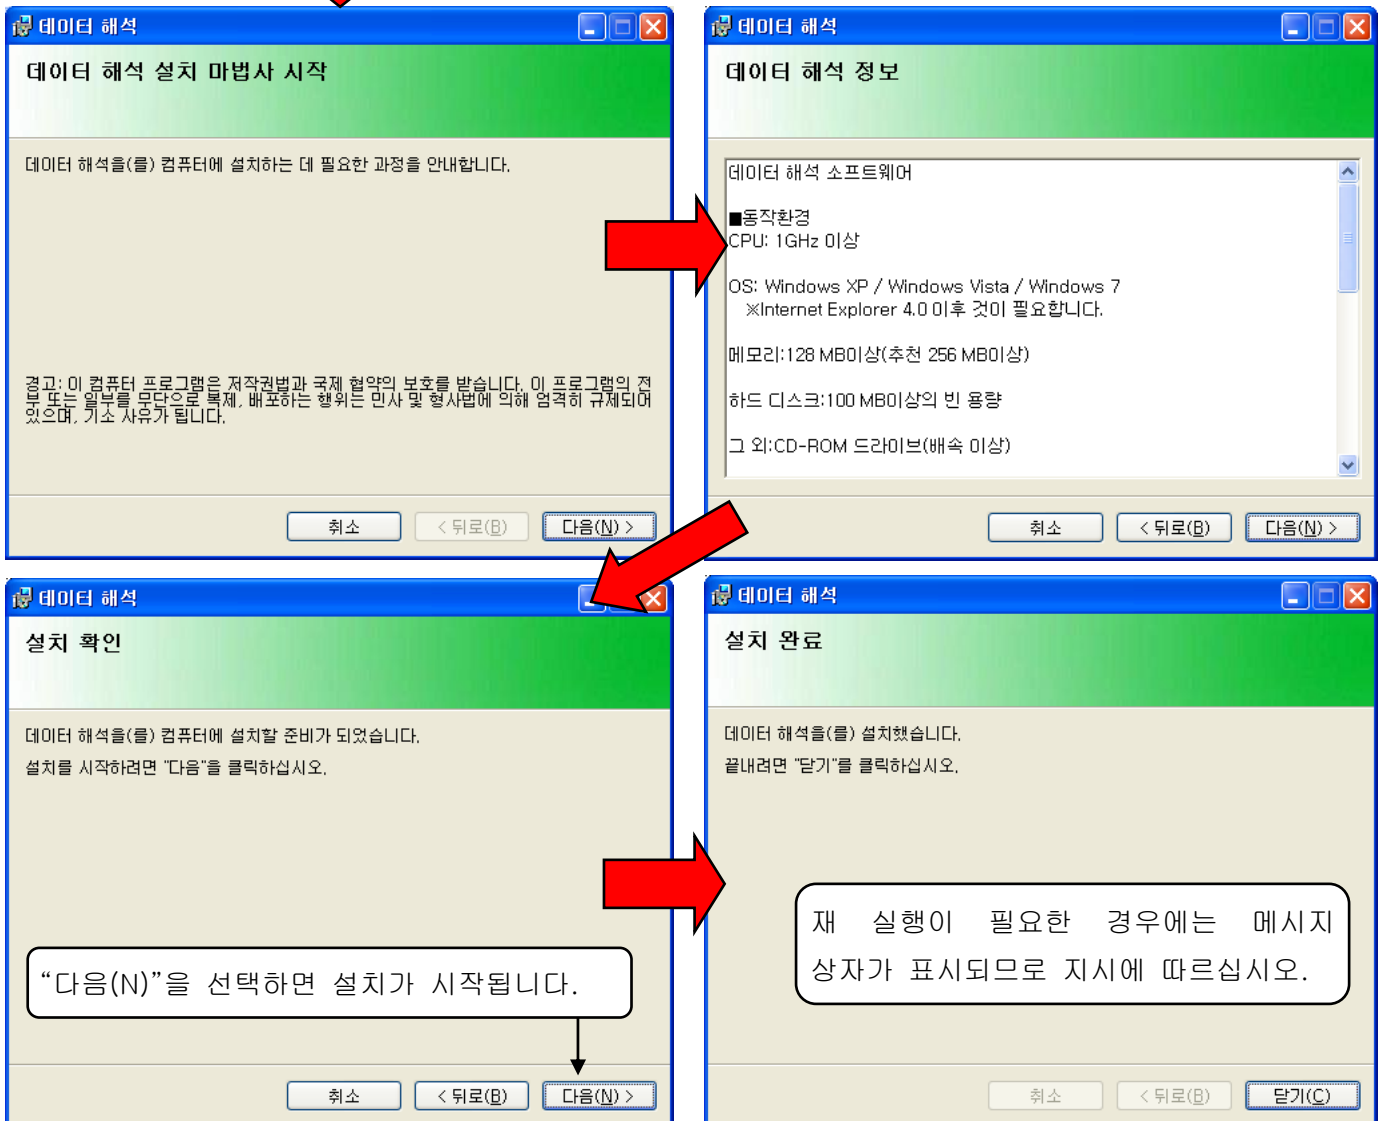 데이터 해석
데이터 해석 설치 마법사 시작
데이터 해석을(를) 컴퓨터에 설치하는 데 필요한 과정을 안내합니다.
경고: 이 컴퓨터 프로그램은 저작권법과 국제 협약의 보호를 받습니다. 이 프로그램의 전
부 또는 일부를 무단으로 복제, 배포하는 행위는 민사 및 형사법에 의해 엄격히 규제되어
있으며, 기소 사유가 됩니다.
취소 < 뒤로(B) 다음(N) >
데이터 해석
데이터 해석 정보
데이터 해석 소프트웨어
■동작환경
CPU: 1GHz 이상
OS: Windows XP / Windows Vista / Windows 7
※Internet Explorer 4.0 이후 것이 필요합니다.
메모리:128 MB이상(추천 256 MB이상)
하드 디스크:100 MB이상의 빈 용량
그 외:CD-ROM 드라이브(배속 이상)
취소 < 뒤로(B) 다음(N) >
데이터 해석
설치 확인
데이터 해석을(를) 컴퓨터에 설치할 준비가 되었습니다.
설치를 시작하려면 "다음"을 클릭하십시오.
“다음(N)”을 선택하면 설치가 시작됩니다.
취소 < 뒤로(B) 다음(N) >
데이터 해석
설치 완료
데이터 해석을(를) 설치했습니다.
끝내려면 "닫기"를 클릭하십시오.
재 실행이 필요한 경우에는 메시지
상자가 표시되므로 지시에 따르십시오.
취소 < 뒤로(B) 닫기(C)